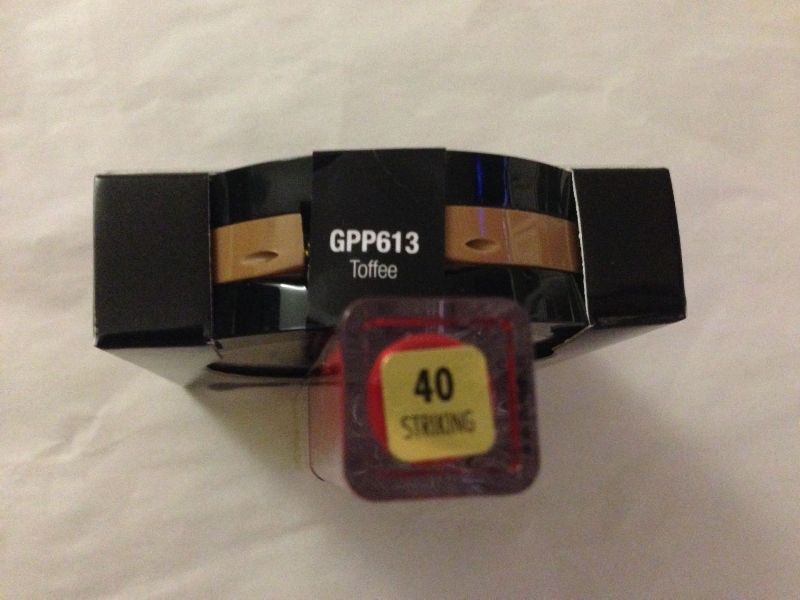 GPP613
Toffee
40
STRIKING